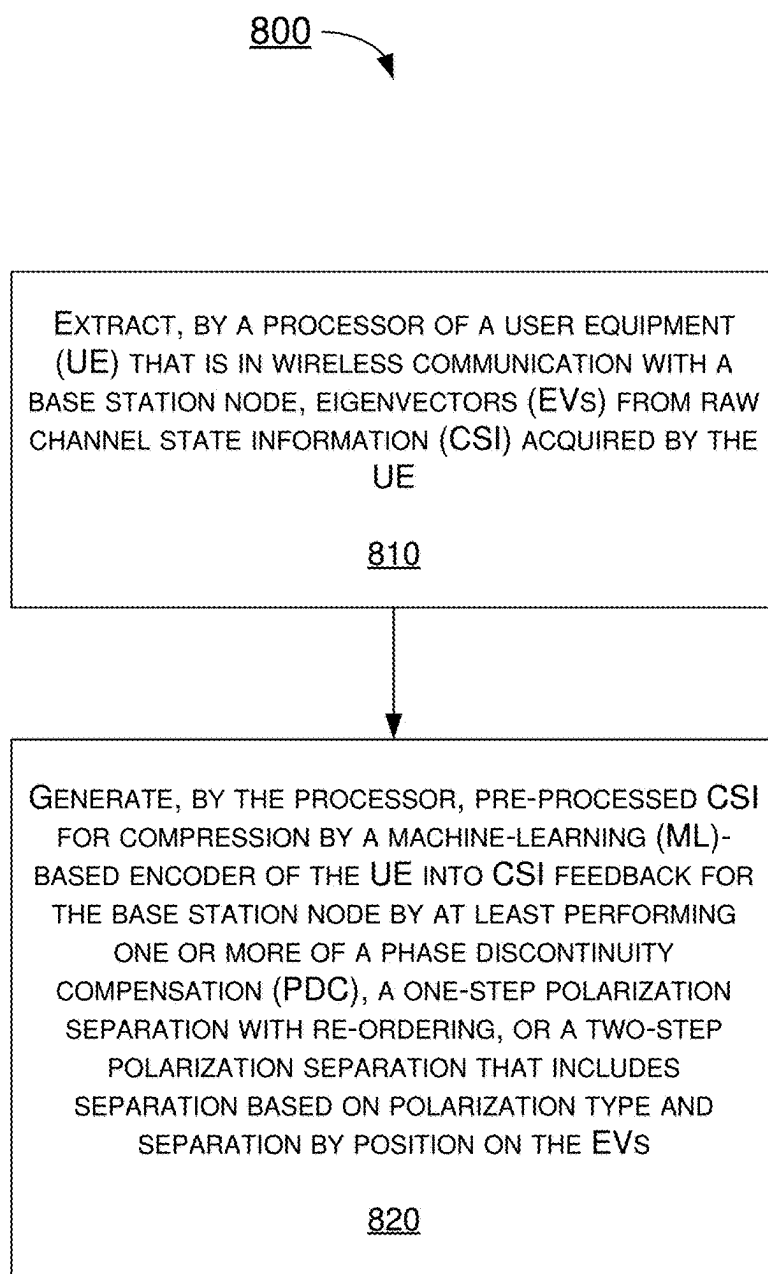 800
EXTRACT, BY A PROCESSOR OF A USER EQUIPMENT
(UE) THAT IS IN WIRELESS COMMUNICATION WITH A
BASE STATION NODE, EIGENVECTORS (EVS) FROM RAW
CHANNEL STATE INFORMATION (CSI) ACQUIRED BY THE
UE
810
GENERATE, BY THE PROCESSOR, PRE-PROCESSED CSI
FOR COMPRESSION BY A MACHINE-LEARNING (ML)-
BASED ENCODER OF THE UE INTO CSI FEEDBACK FOR
THE BASE STATION NODE BY AT LEAST PERFORMING
ONE OR MORE OF A PHASE DISCONTINUITY
COMPENSATION (PDC), A ONE-STEP POLARIZATION
SEPARATION WITH RE-ORDERING, OR A TWO-STEP
POLARIZATION SEPARATION THAT INCLUDES
SEPARATION BASED ON POLARIZATION TYPE AND
SEPARATION BY POSITION ON THE EVS
820